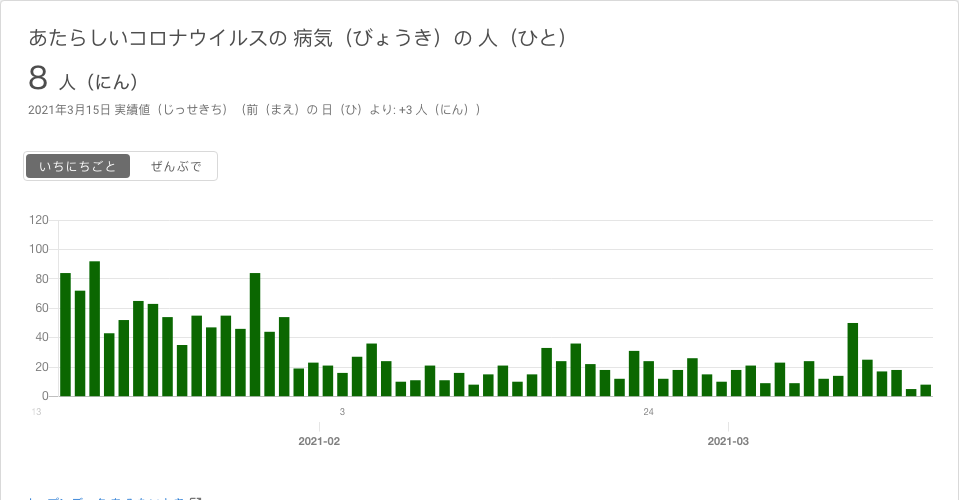 あたらしいコロナウイルスの 病気（びょうき）の 人（ひと）
8 人（にん）
2021年3月15日 実績値（じっせきち）（前（まえ）の 日（ひ）より: +3 人（にん））
いちにちごと ぜんぶで
120
100
80
60
40
20
0
13 3 24
2021-02 2021-03